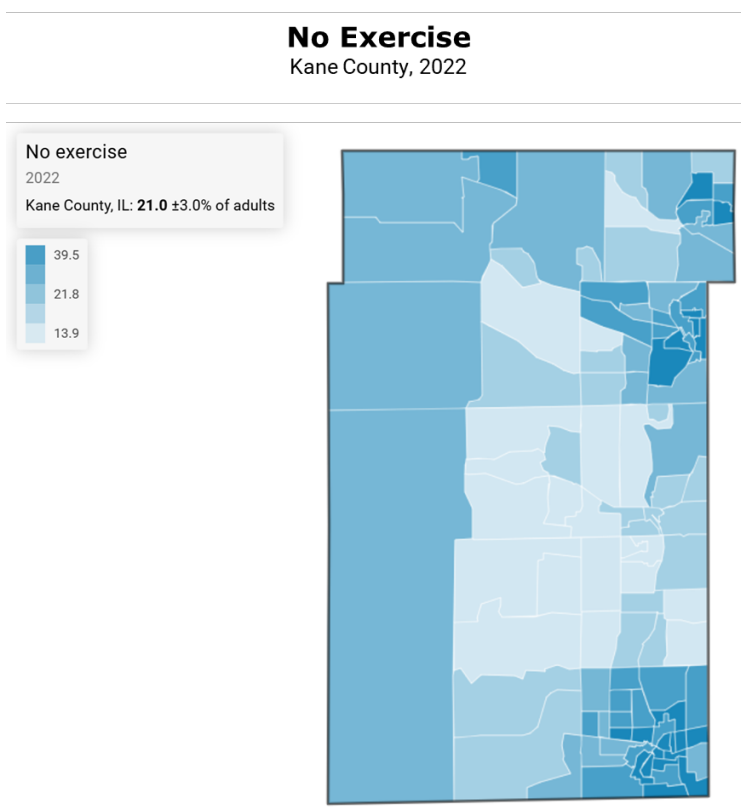 No Exercise
Kane County, 2022
No exercise
2022
Kane County, IL: 21.0 ±3.0% of adults
39.5
21.8
13.9